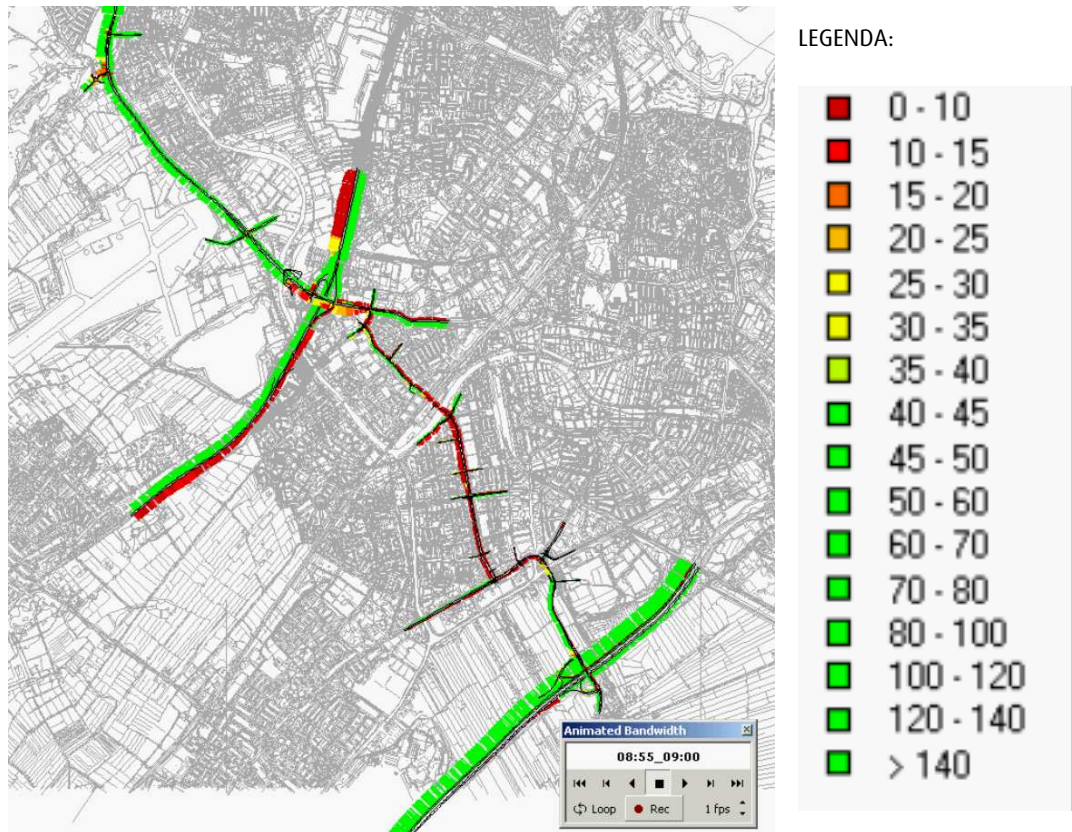 LEGENDA:
0 - 10
10 - 15
15 - 20
20 - 25
25 - 30
30 - 35
35 - 40
40 - 45
45 - 50
50 - 60
60 - 70
70 - 80
80 - 100
100 - 120
120 - 140
> 140
Animated Bandwidth
08:55_09:00
Loop
Rec
1 fps